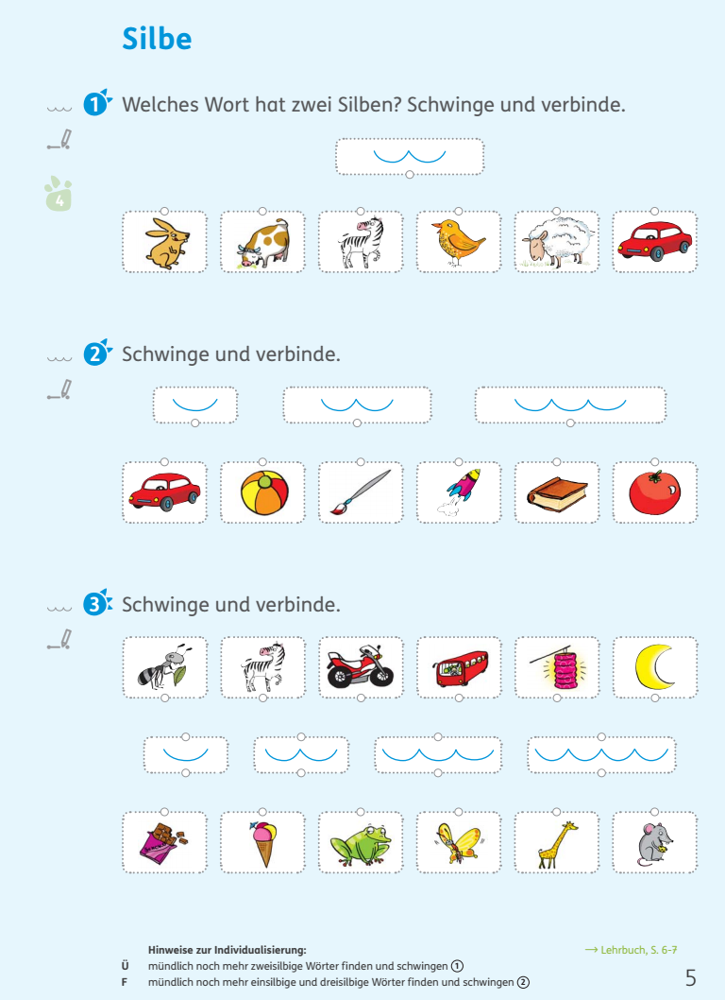 Silbe
1 Welches Wort hat zwei Silben? Schwinge und verbinde.
4
2 Schwinge und verbinde.
3 Schwinge und verbinde.
Hinweise zur Individualisierung:
→ Lehrbuch, S. 6-7
Ü mündlich noch mehr zweisilbige Wörter finden und schwingen ①
F mündlich noch mehr einsilbige und dreisilbige Wörter finden und schwingen ②
5